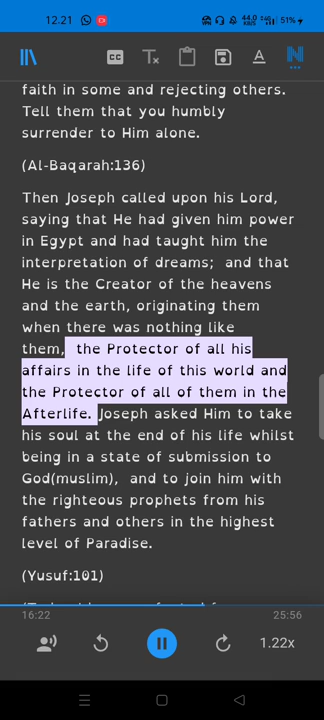 12.21
44.0
KB/S
51%
CC
A
N
faith in some and rejecting others.
Tell them that you humbly
surrender to Him alone.
(Al-Baqarah:136)
Then Joseph called upon his Lord,
saying that He had given him power
in Egypt and had taught him the
interpretation of dreams;  and that
He is the Creator of the heavens
and the earth, originating them
when there was nothing like
them,  the Protector of all his
affairs in the life of this world and
the Protector of all of them in the
Afterlife. Joseph asked Him to take
his soul at the end of his life whilst
being in a state of submission to
God(muslim),  and to join him with
the righteous prophets from his
fathers and others in the highest
level of Paradise.
(Yusuf:101)
16:22
25:56
1.22x